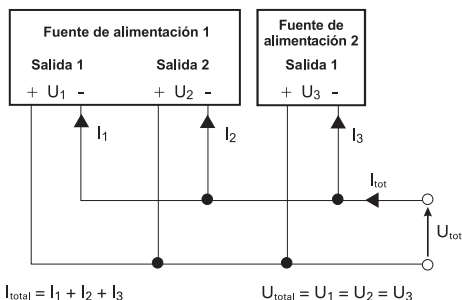 Fuente de alimentación 1
Salida 1 Salida 2
+ U1 - + U2 -
Fuente de
alimentación 2
Salida 1
+ U3 -
I1 I2 I3
Itot
Utot
Itotal = I1 + I2 + I3
Utotal = U1 = U2 = U3